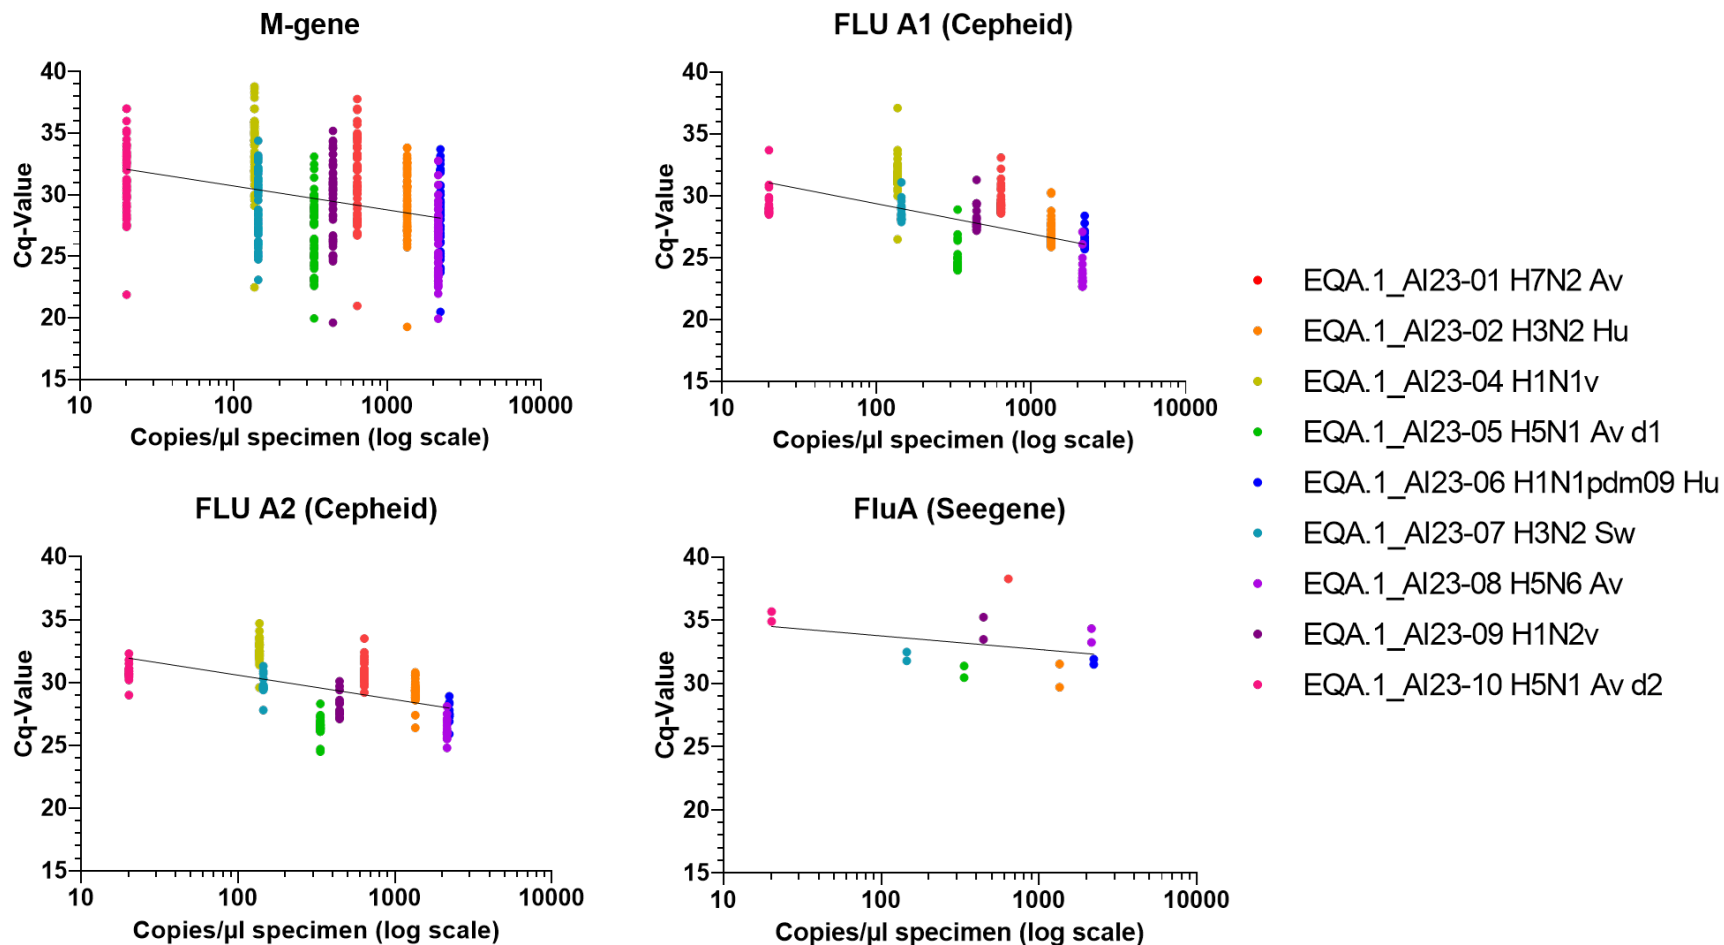 M-gene
40
35
30
25
20
15
Cq-Value
10
100
1000
10000
Copies/µl specimen (log scale)
FLU A1 (Cepheid)
40
35
30
25
20
15
Cq-Value
10
100
1000
10000
Copies/µl specimen (log scale)
FLU A2 (Cepheid)
40
35
30
25
20
15
Cq-Value
10
100
1000
10000
Copies/µl specimen (log scale)
FluA (Seegene)
40
35
30
25
20
15
Cq-Value
10
100
1000
10000
Copies/µl specimen (log scale)
EQA.1_AI23-01 H7N2 Av
EQA.1_AI23-02 H3N2 Hu
EQA.1_AI23-04 H1N1v
EQA.1_AI23-05 H5N1 Av d1
EQA.1_AI23-06 H1N1pdm09 Hu
EQA.1_AI23-07 H3N2 Sw
EQA.1_AI23-08 H5N6 Av
EQA.1_AI23-09 H1N2v
EQA.1_AI23-10 H5N1 Av d2